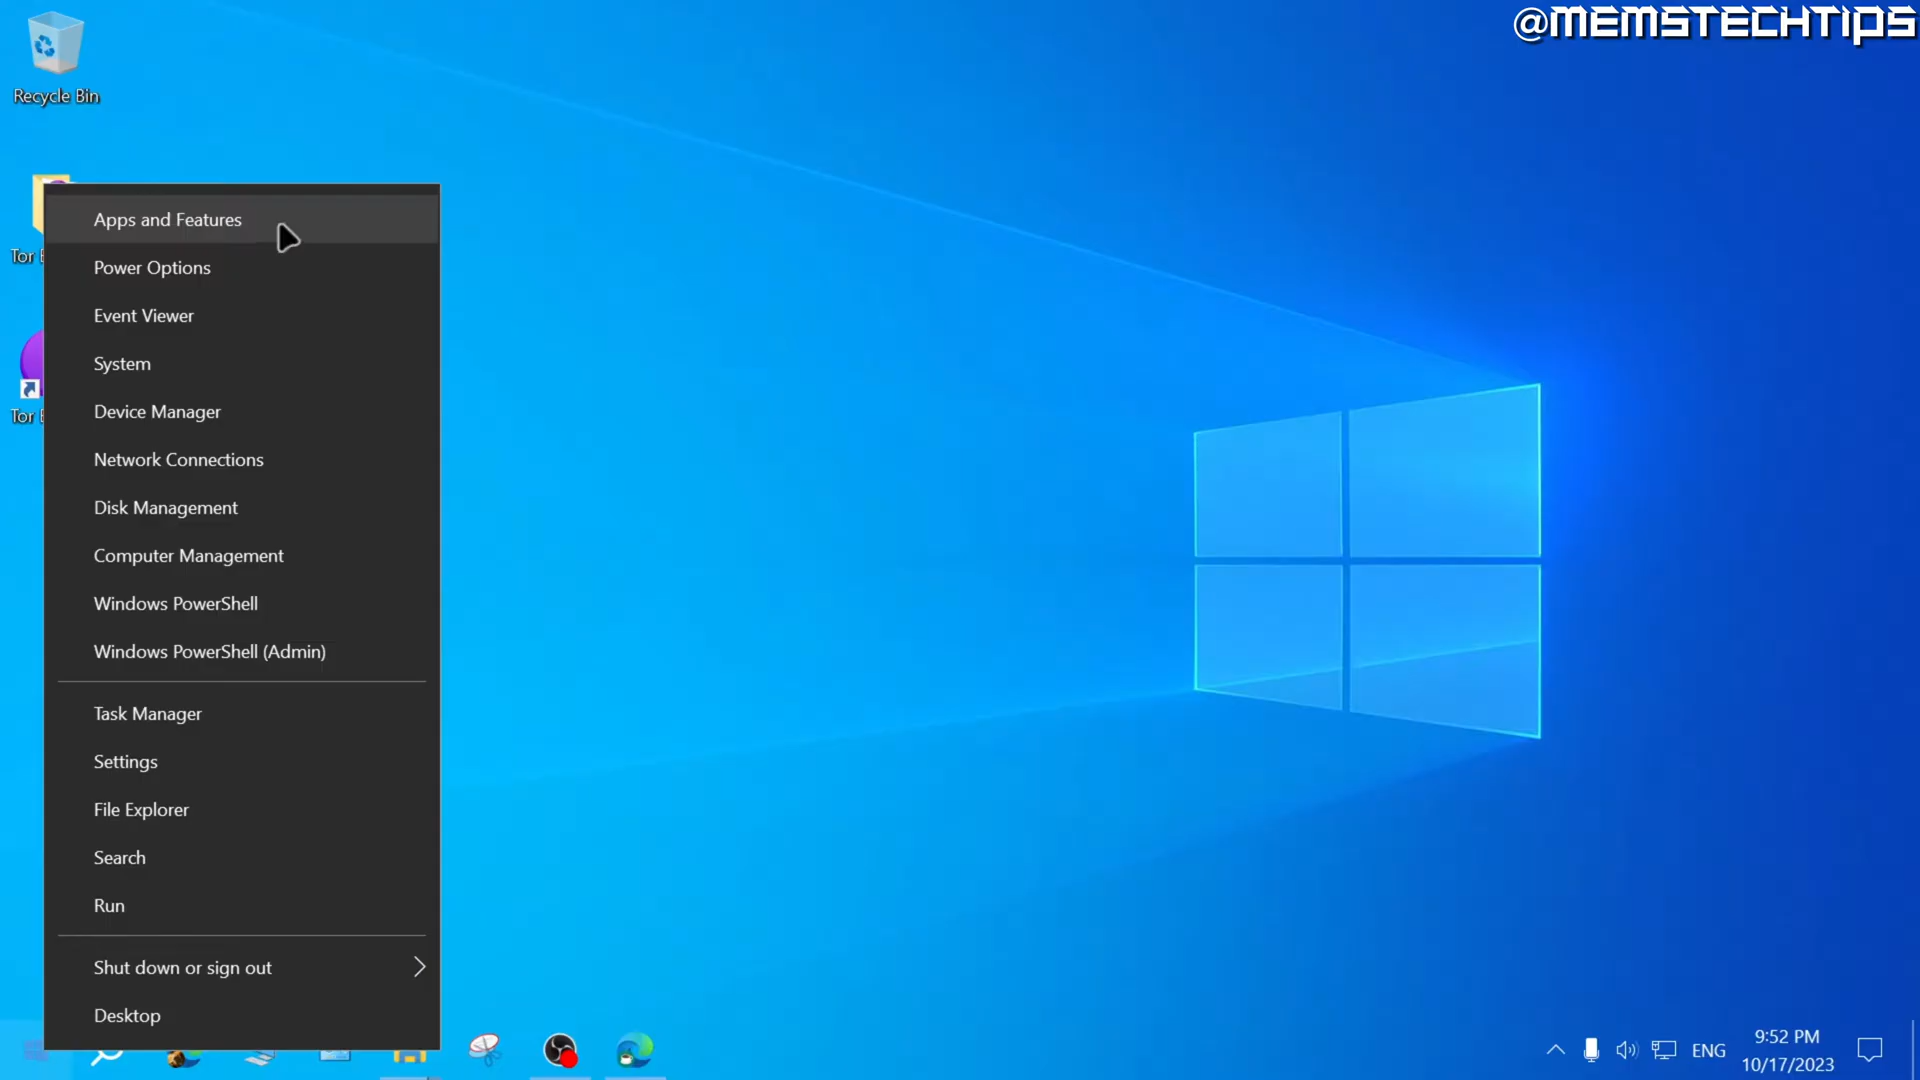 @MEMSTECHTIPS
Recycle Bin
Tor
Tor
Apps and Features
Power Options
Event Viewer
System
Device Manager
Network Connections
Disk Management
Computer Management
Windows PowerShell
Windows PowerShell (Admin)
Task Manager
Settings
File Explorer
Search
Run
Shut down or sign out
Desktop
ENG
9:52 PM
10/17/2023